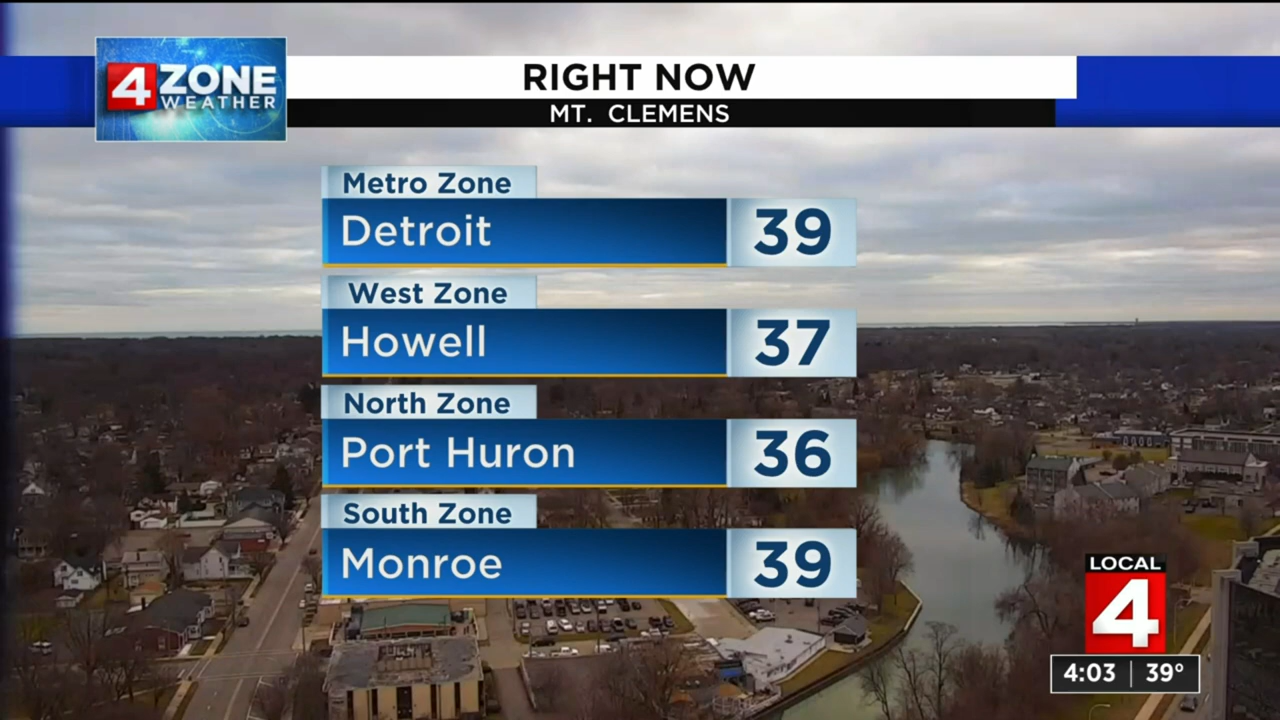 4 ZONE
WEATHER
RIGHT NOW
MT. CLEMENS
Metro Zone
Detroit 39
West Zone
Howell 37
North Zone
Port Huron 36
South Zone
Monroe 39
LOCAL
4
4:03 | 39°